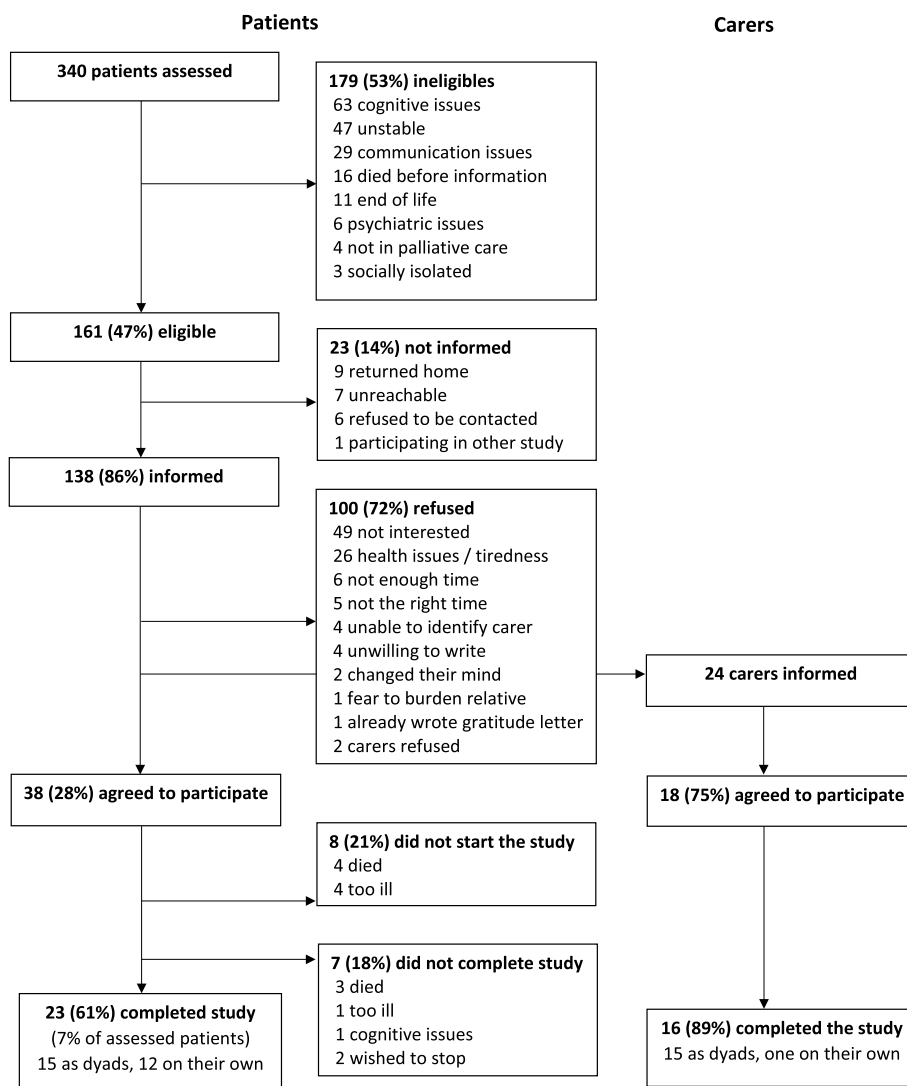 Patients
Carers
340 patients assessed
179 (53%) ineligibles
63 cognitive issues
47 unstable
29 communication issues
16 died before information
11 end of life
6 psychiatric issues
4 not in palliative care
3 socially isolated
161 (47%) eligible
23 (14%) not informed
9 returned home
7 unreachable
6 refused to be contacted
1 participating in other study
138 (86%) informed
100 (72%) refused
49 not interested
26 health issues / tiredness
6 not enough time
5 not the right time
4 unable to identify carer
4 unwilling to write
2 changed their mind
1 fear to burden relative
1 already wrote gratitude letter
2 carers refused
24 carers informed
38 (28%) agreed to participate
18 (75%) agreed to participate
8 (21%) did not start the study
4 died
4 too ill
7 (18%) did not complete study
3 died
1 too ill
1 cognitive issues
2 wished to stop
23 (61%) completed study
(7% of assessed patients)
15 as dyads, 12 on their own
16 (89%) completed the study
15 as dyads, one on their own